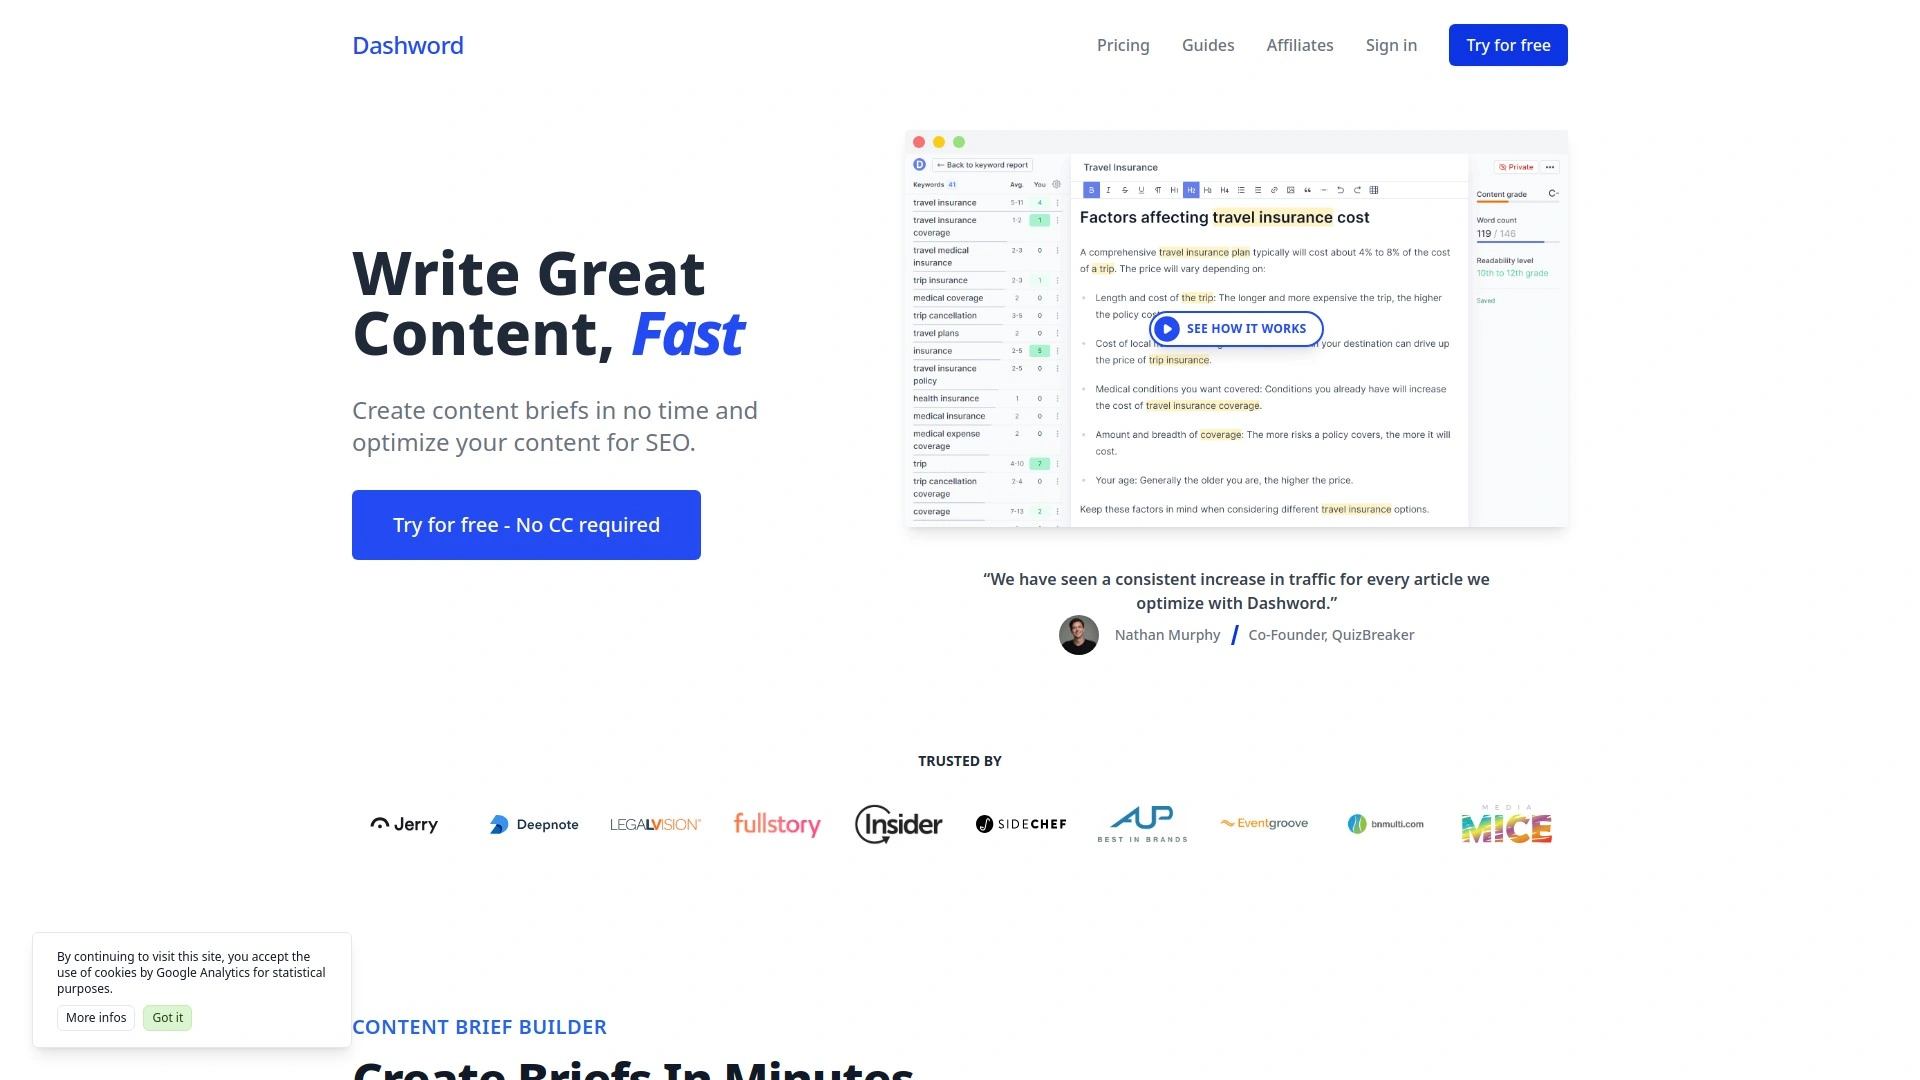 Dashword
Pricing
Guides
Affiliates
Sign in
Try for free
Write Great
Content, Fast
Create content briefs in no time and
optimize your content for SEO.
Try for free - No CC required
D
← Back to keyword report
Keywords 41 Avg. You
travel insurance 5-11 4
travel insurance 1-2 1
coverage
travel medical 2-3 0
insurance
trip insurance 2-3 1
medical coverage 2 0
trip cancellation 3-5 0
travel plans 2 0
insurance 2-5 5
travel insurance 2-5 0
policy
health insurance 1 0
medical insurance 2 0
medical expense 2 0
coverage
trip 4-10 7
trip cancellation 2-4 0
coverage
coverage 7-13 2
Travel Insurance
B I S U ¶ H1 H2 H3 H4
Factors affecting travel insurance cost
A comprehensive travel insurance plan typically will cost about 4% to 8% of the cost
of a trip. The price will vary depending on:
Length and cost of the trip: The longer and more expensive the trip, the higher
the policy
SEE HOW IT WORKS
Cost of local your destination can drive up
the price of trip insurance.
Medical conditions you want covered: Conditions you already have will increase
the cost of travel insurance coverage.
Amount and breadth of coverage: The more risks a policy covers, the more it will
cost.
Your age: Generally the older you are, the higher the price.
Keep these factors in mind when considering different travel insurance options.
Private
Content grade C-
Word count
119 / 146
Readability level
10th to 12th grade
Saved
“We have seen a consistent increase in traffic for every article we
optimize with Dashword.”
Nathan Murphy / Co-Founder, QuizBreaker
TRUSTED BY
Jerry
Deepnote
LEGALVISION
fullstory
Insider
SIDECHEF
AUP
BEST IN BRANDS
Eventgroove
bnmulti.com
MEDIA
MICE
By continuing to visit this site, you accept the
use of cookies by Google Analytics for statistical
purposes.
More infos
Got it
CONTENT BRIEF BUILDER
Create Briefs In Minutes